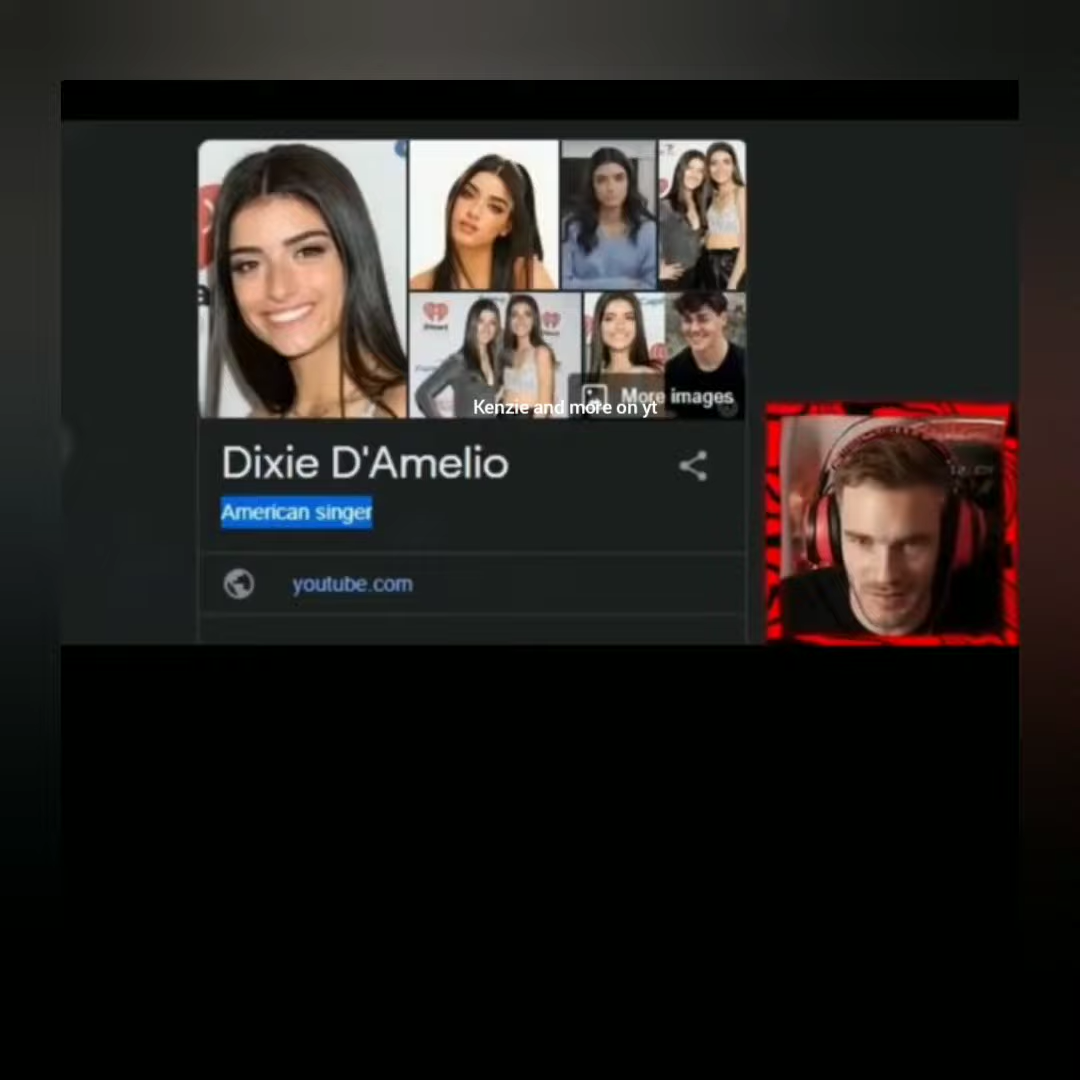 More images
Kenzie and more on yt
Dixie D'Amelio
American singer
youtube.com